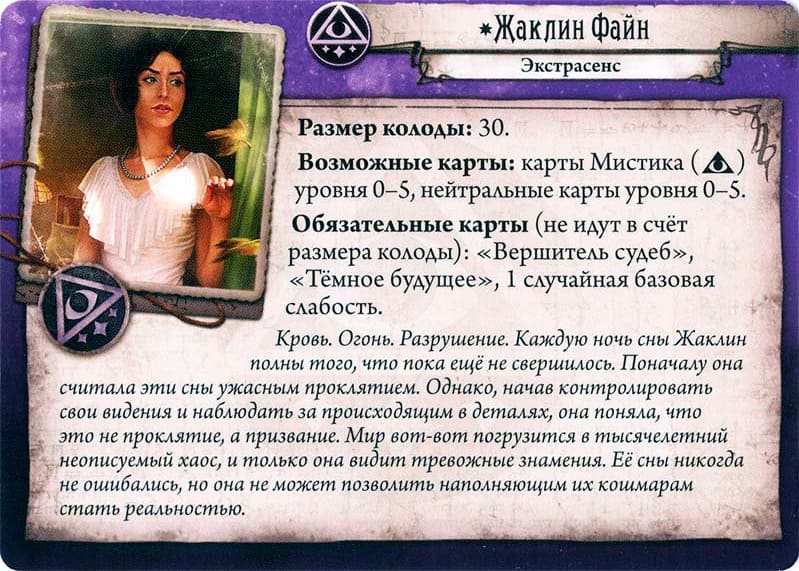 ✷Жаклин Файн
Экстрасенс
Размер колоды: 30.
Возможные карты: карты Мистика ( )
уровня 0–5, нейтральные карты уровня 0–5.
Обязательные карты (не идут в счёт
размера колоды): «Вершитель судеб»,
«Тёмное будущее», 1 случайная базовая
слабость.
Кровь. Огонь. Разрушение. Каждую ночь сны Жаклин
полны того, что пока ещё не свершилось. Поначалу она
считала эти сны ужасным проклятием. Однако, начав контролировать
свои видения и наблюдать за происходящим в деталях, она поняла, что
это не проклятие, а призвание. Мир вот-вот погрузится в тысячелетний
неописуемый хаос, и только она видит тревожные знамения. Её сны никогда
не ошибались, но она не может позволить наполняющим их кошмарам
стать реальностью.